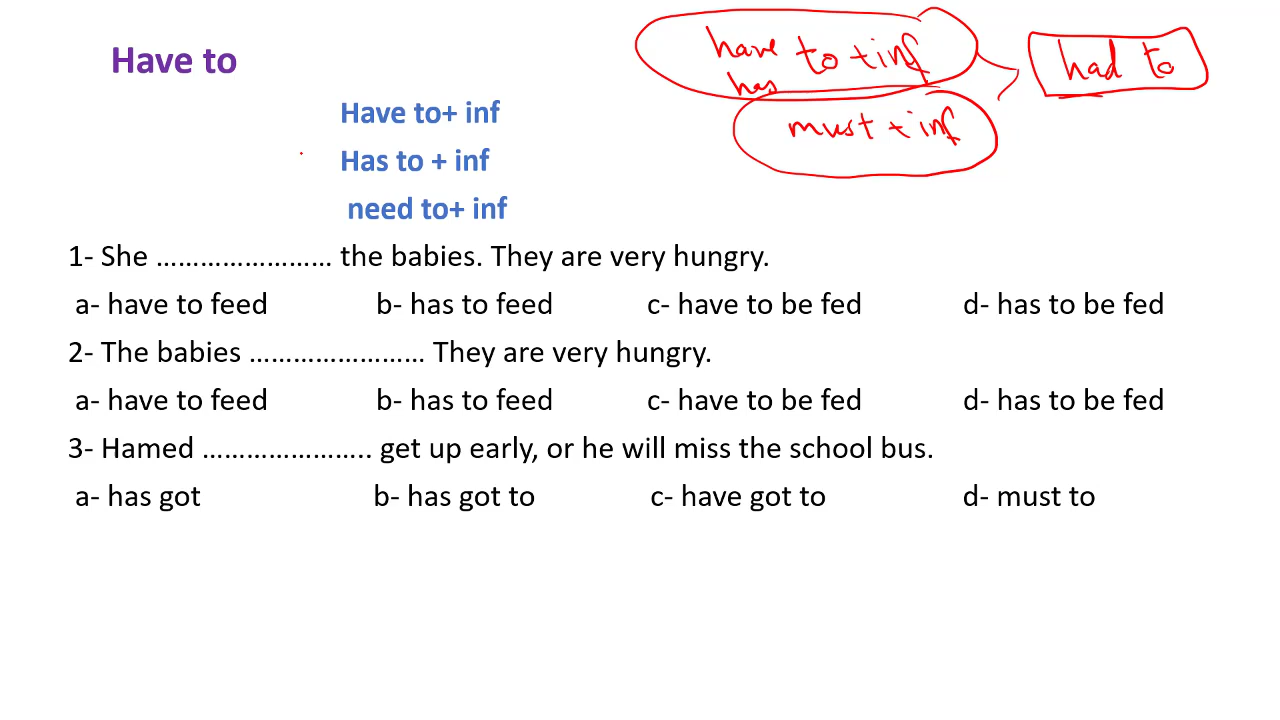 Have to
have to +inf
has
had to
must + inf
Have to+ inf
Has to + inf
need to+ inf
1- She …………………… the babies. They are very hungry.
a- have to feed b- has to feed c- have to be fed d- has to be fed
2- The babies …………………… They are very hungry.
a- have to feed b- has to feed c- have to be fed d- has to be fed
3- Hamed ………………….. get up early, or he will miss the school bus.
a- has got b- has got to c- have got to d- must to